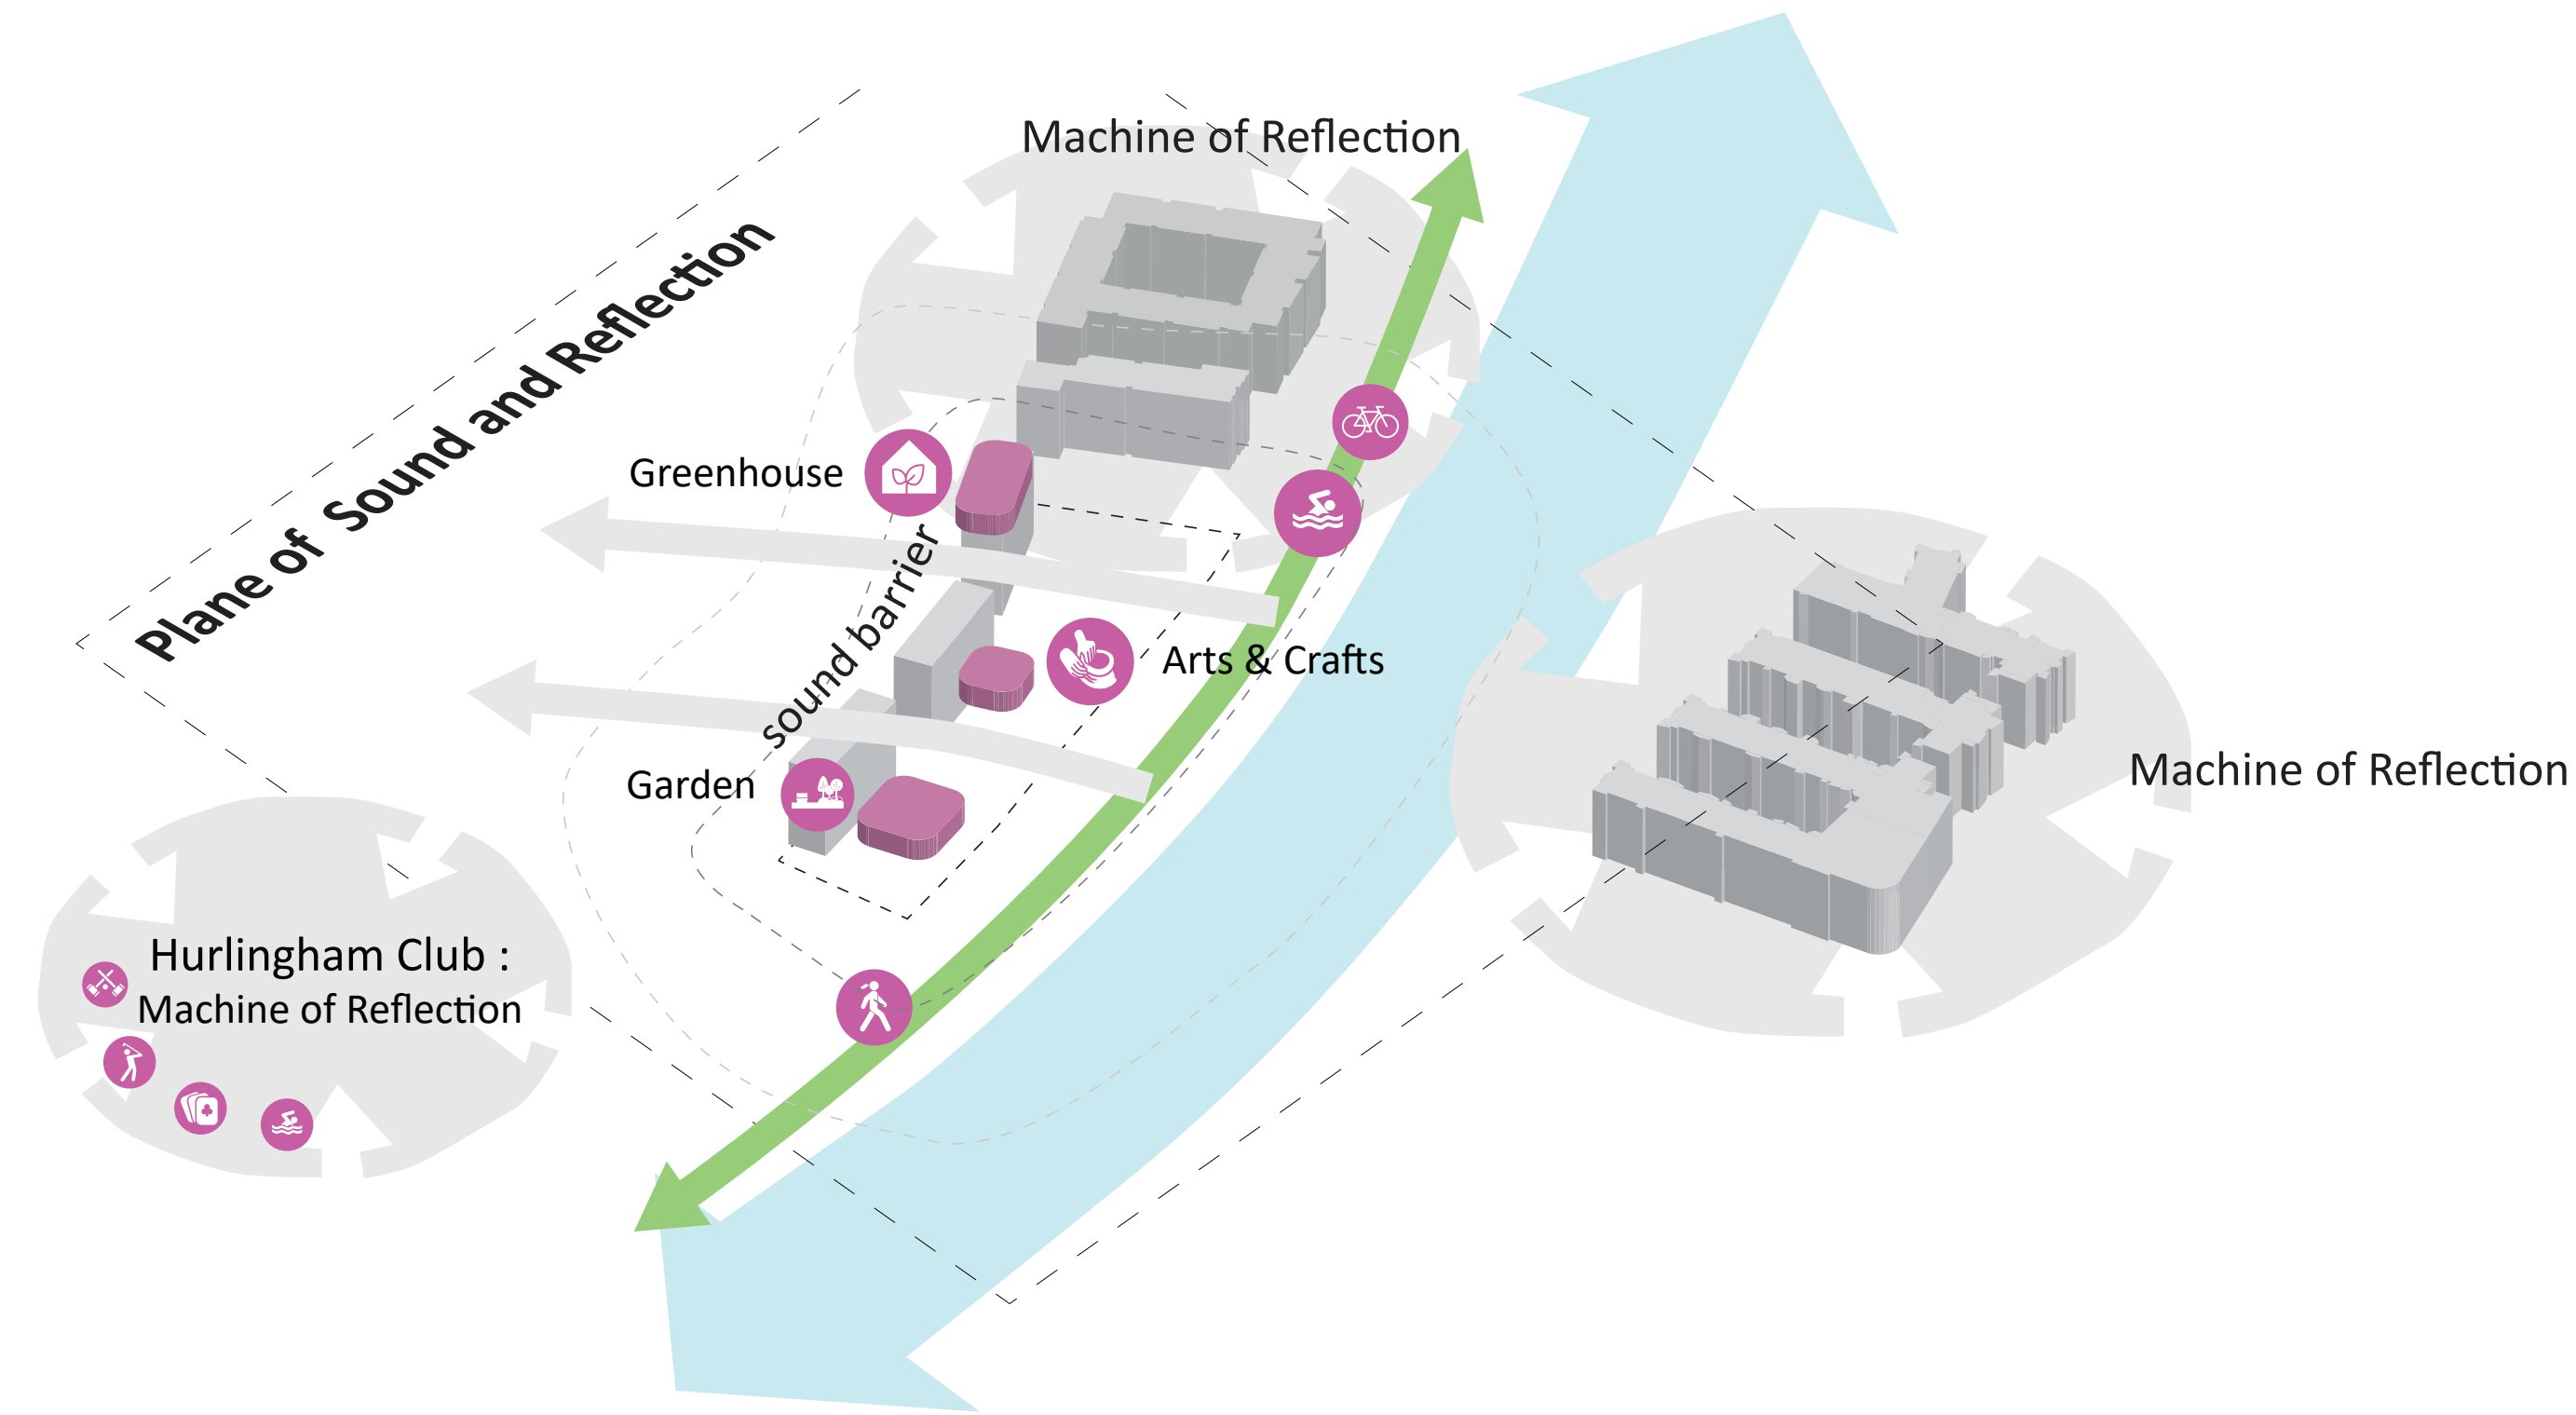 Machine of Reflection
Plane of Sound and Reflection
Greenhouse
sound barrier
Arts & Crafts
Garden
Machine of Reflection
Hurlingham Club :
Machine of Reflection